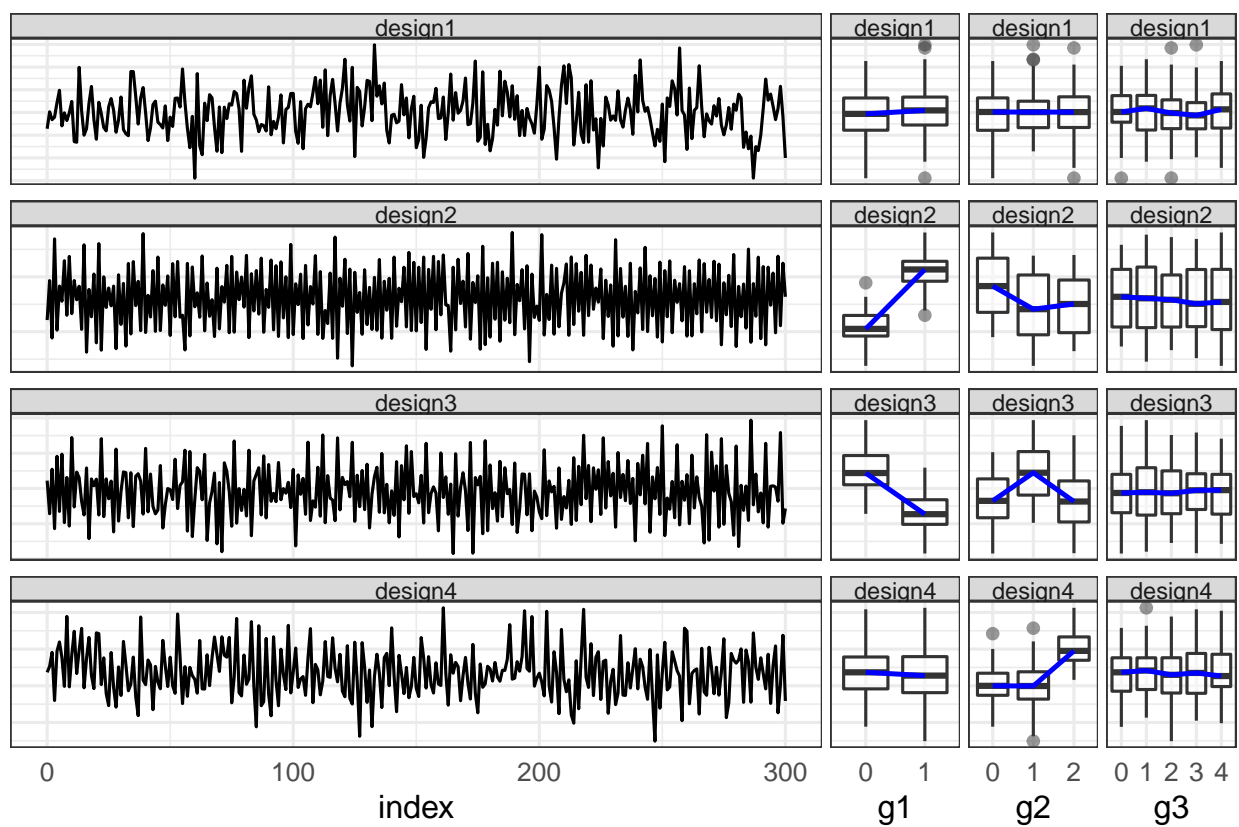 design1 design1 design1 design1
design2 design2 design2 design2
design3 design3 design3 design3
design4 design4 design4 design4
0 100 200 300 0 1 0 1 2 0 1 2 3 4
index g1 g2 g3